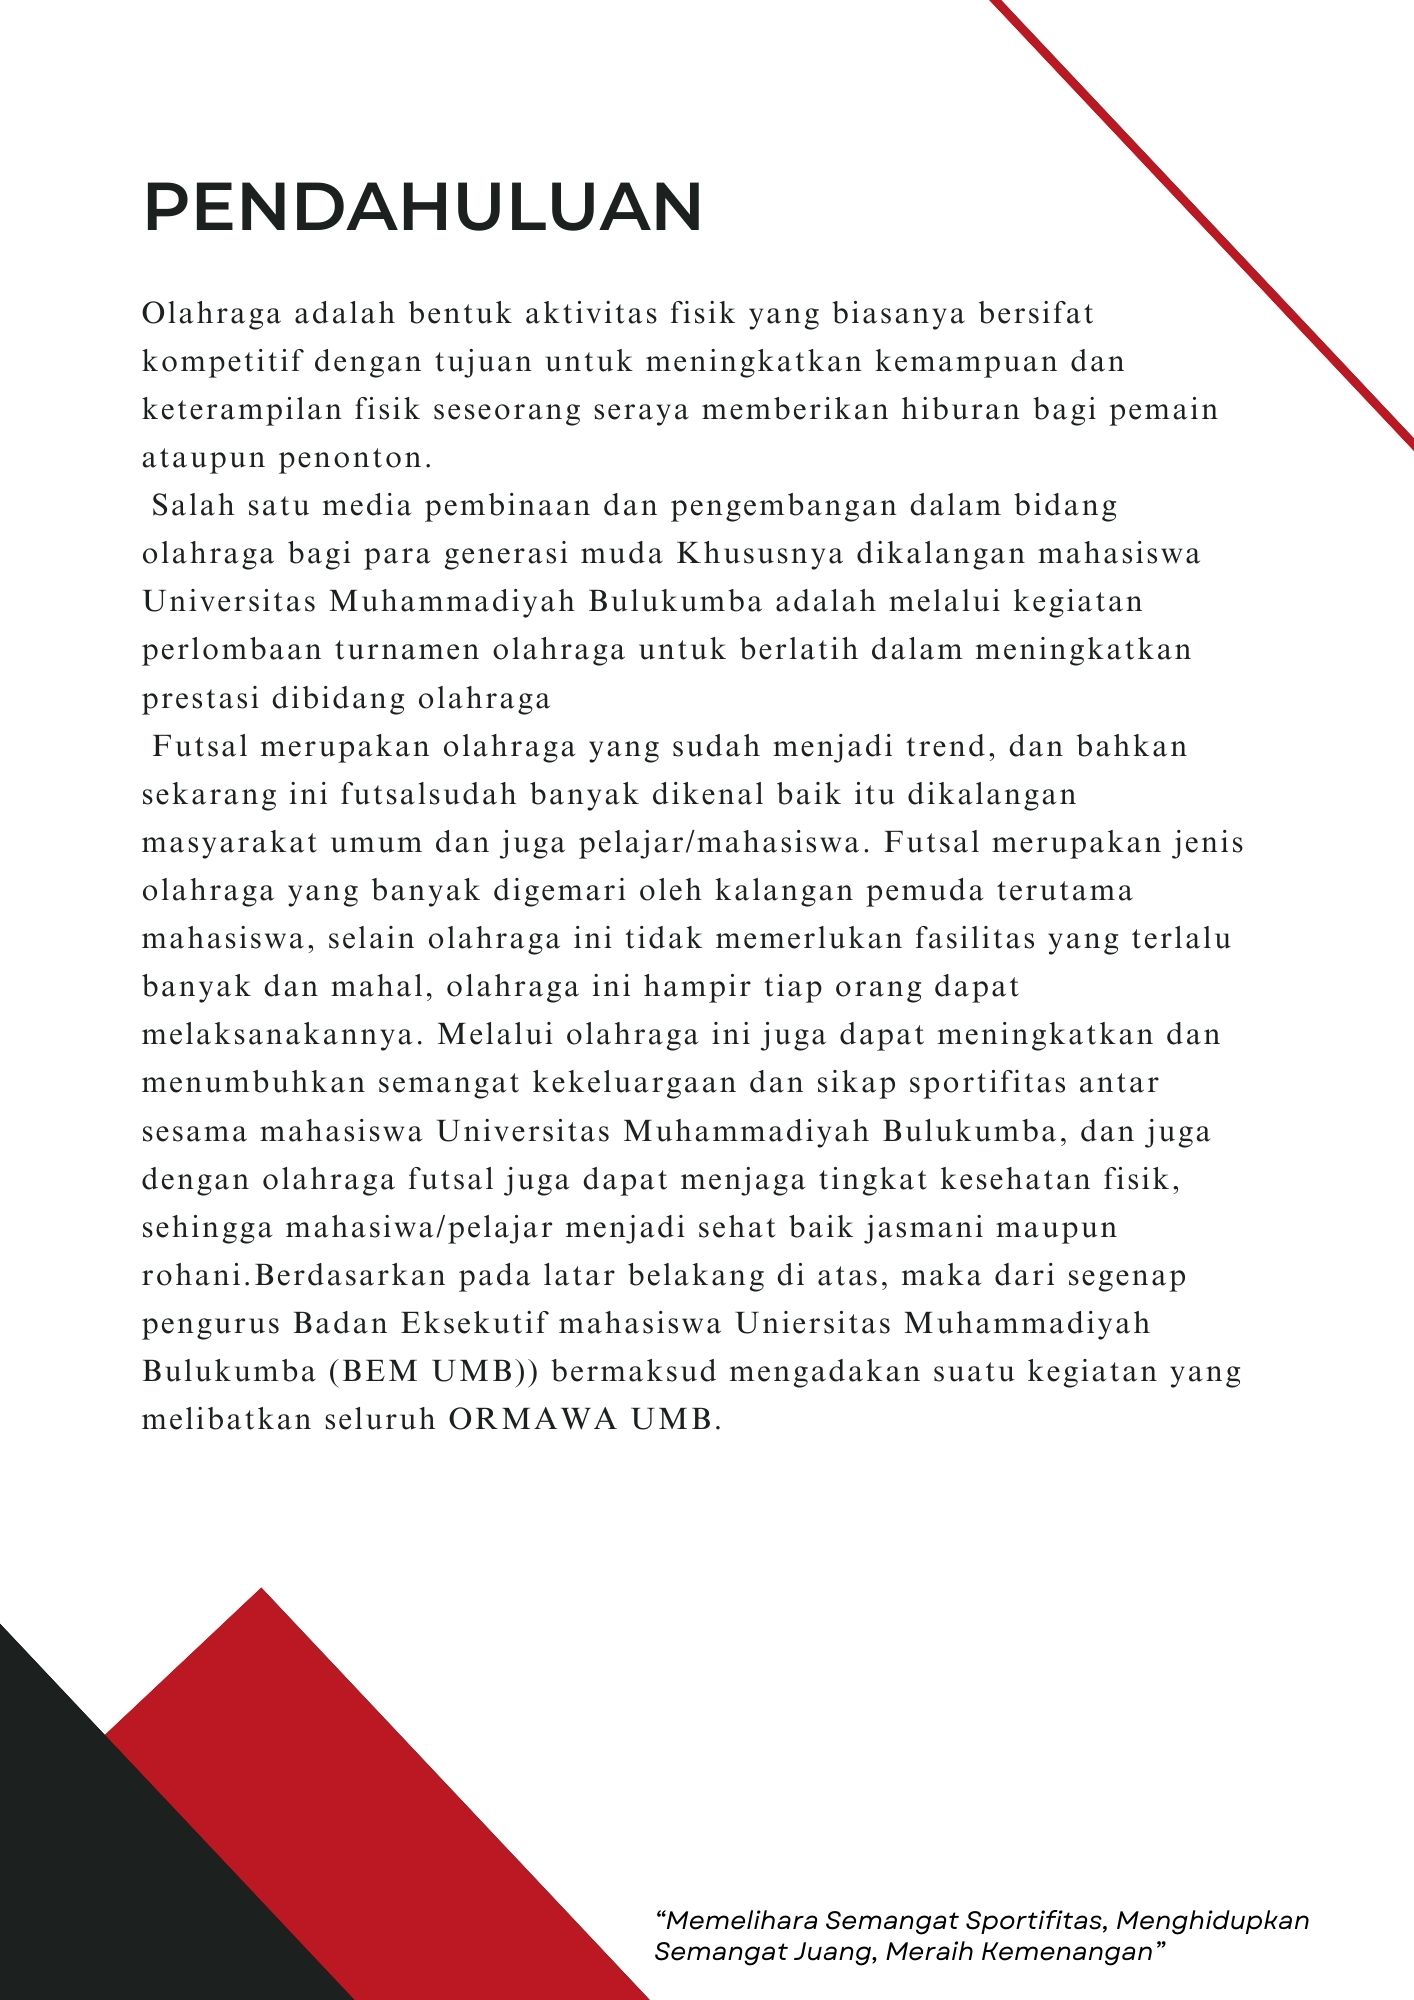 PENDAHULUAN
Olahraga adalah bentuk aktivitas fisik yang biasanya bersifat
kompetitif dengan tujuan untuk meningkatkan kemampuan dan
keterampilan fisik seseorang seraya memberikan hiburan bagi pemain
ataupun penonton.
Salah satu media pembinaan dan pengembangan dalam bidang
olahraga bagi para generasi muda Khususnya dikalangan mahasiswa
Universitas Muhammadiyah Bulukumba adalah melalui kegiatan
perlombaan turnamen olahraga untuk berlatih dalam meningkatkan
prestasi dibidang olahraga
Futsal merupakan olahraga yang sudah menjadi trend, dan bahkan
sekarang ini futsalsudah banyak dikenal baik itu dikalangan
masyarakat umum dan juga pelajar/mahasiswa. Futsal merupakan jenis
olahraga yang banyak digemari oleh kalangan pemuda terutama
mahasiswa, selain olahraga ini tidak memerlukan fasilitas yang terlalu
banyak dan mahal, olahraga ini hampir tiap orang dapat
melaksanakannya. Melalui olahraga ini juga dapat meningkatkan dan
menumbuhkan semangat kekeluargaan dan sikap sportifitas antar
sesama mahasiswa Universitas Muhammadiyah Bulukumba, dan juga
dengan olahraga futsal juga dapat menjaga tingkat kesehatan fisik,
sehingga mahasiwa/pelajar menjadi sehat baik jasmani maupun
rohani.Berdasarkan pada latar belakang di atas, maka dari segenap
pengurus Badan Eksekutif mahasiswa Uniersitas Muhammadiyah
Bulukumba (BEM UMB)) bermaksud mengadakan suatu kegiatan yang
melibatkan seluruh ORMAWA UMB.
“Memelihara Semangat Sportifitas, Menghidupkan
Semangat Juang, Meraih Kemenangan”